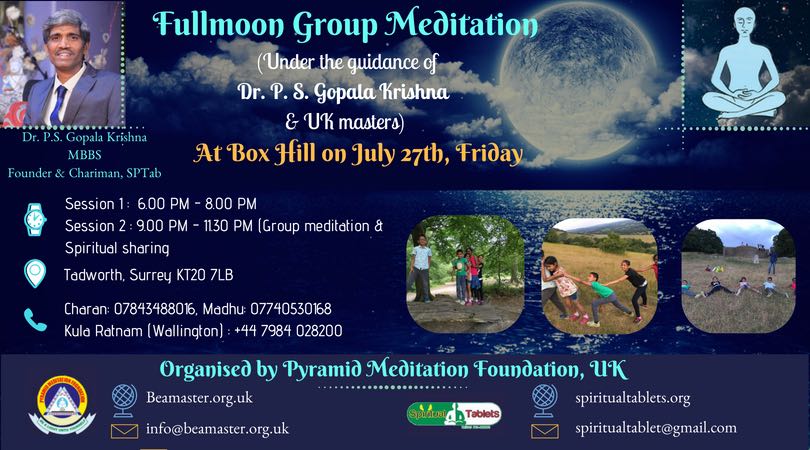 Fullmoon Group Meditation
(Under the guidance of
Dr. P. S. Gopala Krishna
& UK masters)
At Box Hill on July 27th, Friday
Dr. P.S. Gopala Krishna
MBBS
Founder & Chariman, SPTab
Session 1 : 6.00 PM - 8.00 PM
Session 2 : 9.00 PM - 11.30 PM (Group meditation &
Spiritual sharing
Tadworth, Surrey KT20 7LB
Charan: 07843488016, Madhu: 07740530168
Kula Ratnam (Wallington) : +44 7984 028200
Organised by Pyramid Meditation Foundation, UK
Beamaster.org.uk
info@beamaster.org.uk
Spiritual Tablets
spiritualtablets.org
spiritualtablet@gmail.com